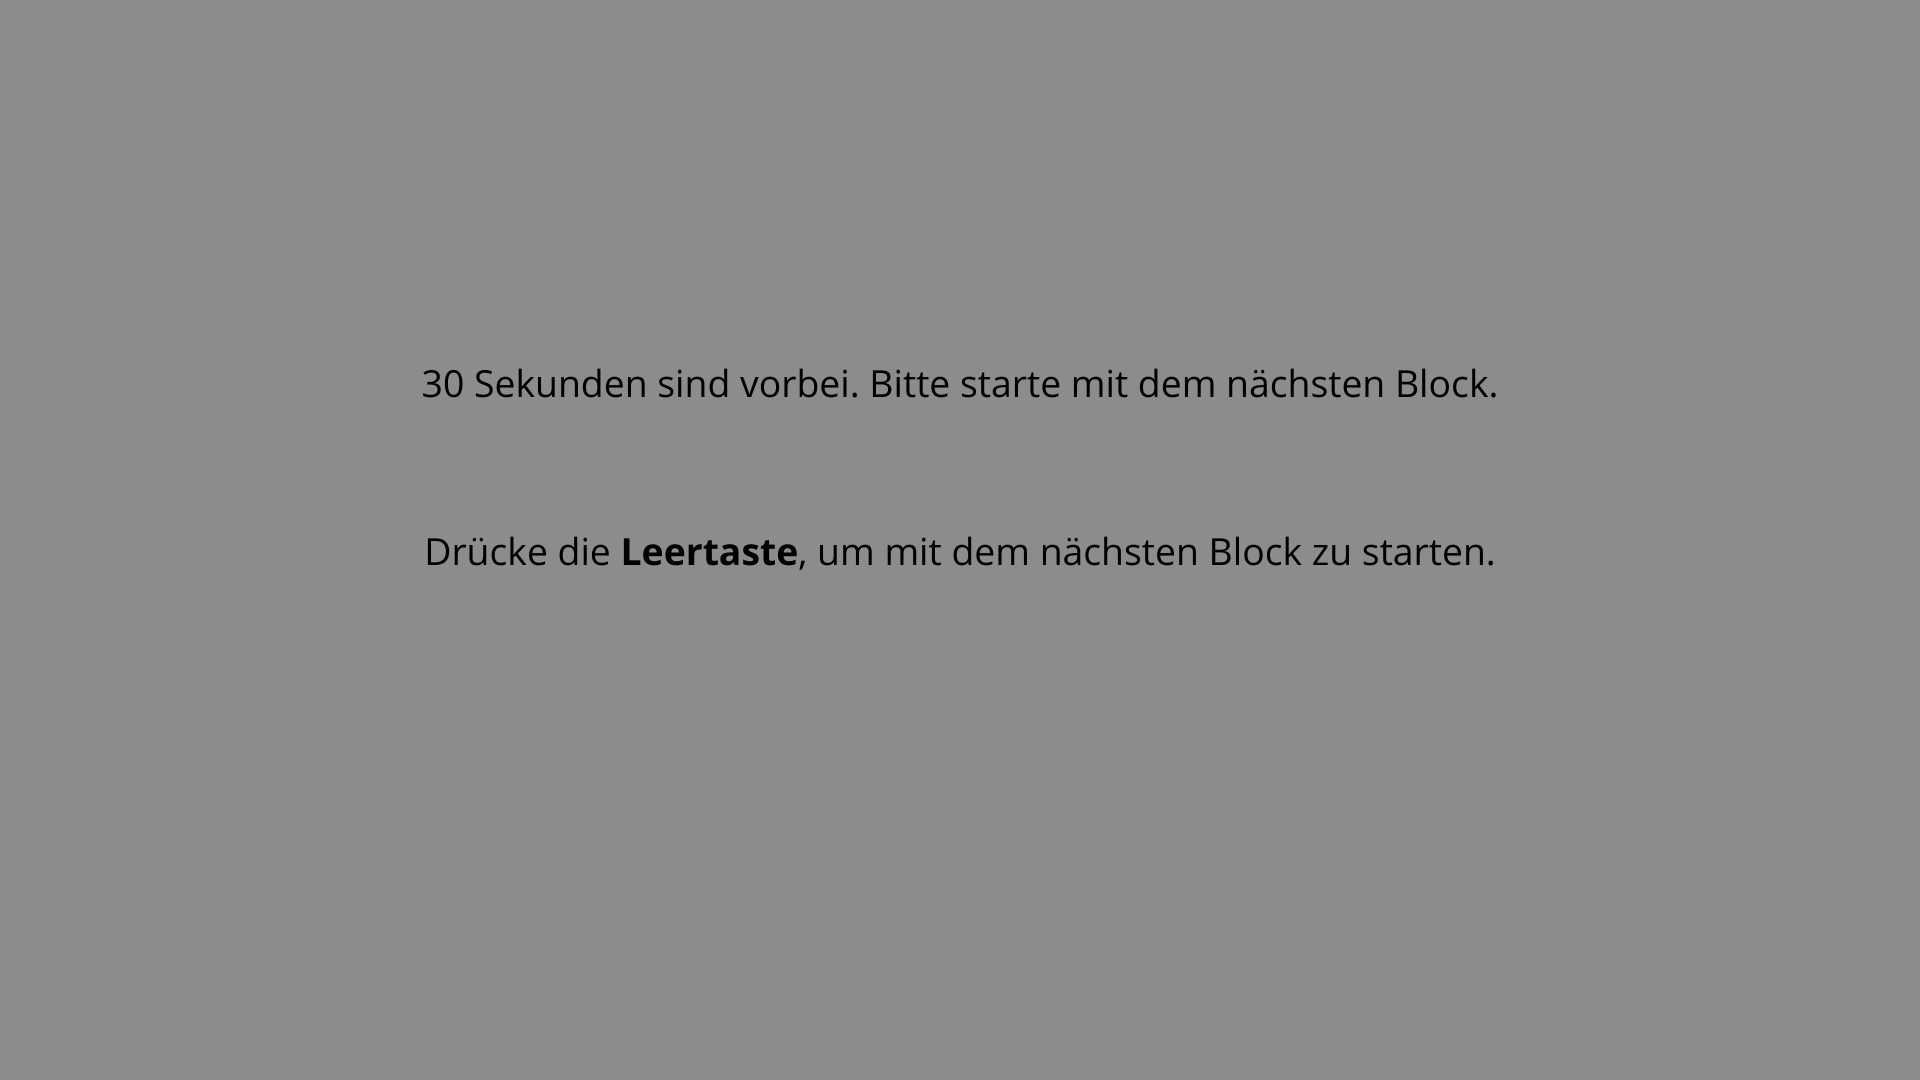 30 Sekunden sind vorbei. Bitte starte mit dem nächsten Block.
Drücke die Leertaste, um mit dem nächsten Block zu starten.